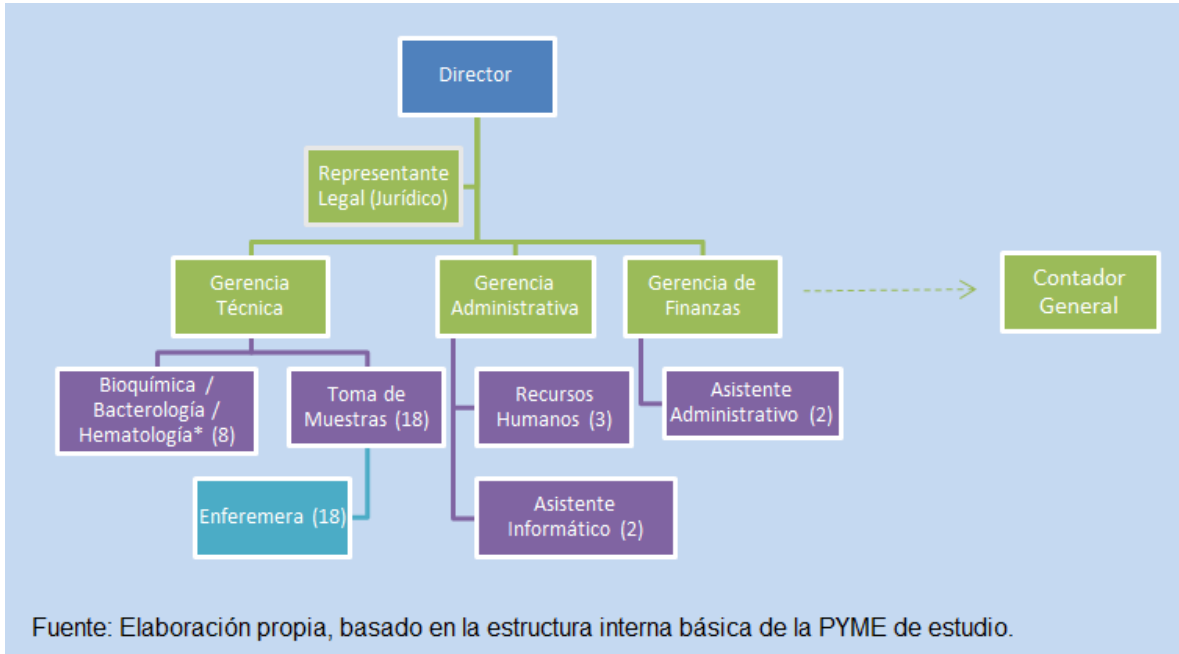 Director
Representante
Legal (Jurídico)
Gerencia
Técnica
Gerencia
Administrativa
Gerencia de
Finanzas
Contador
General
Bioquímica /
Bacterología /
Hematología* (8)
Toma de
Muestras (18)
Recursos
Humanos (3)
Asistente
Administrativo (2)
Enferemera (18)
Asistente
Informático (2)
Fuente: Elaboración propia, basado en la estructura interna básica de la PYME de estudio.